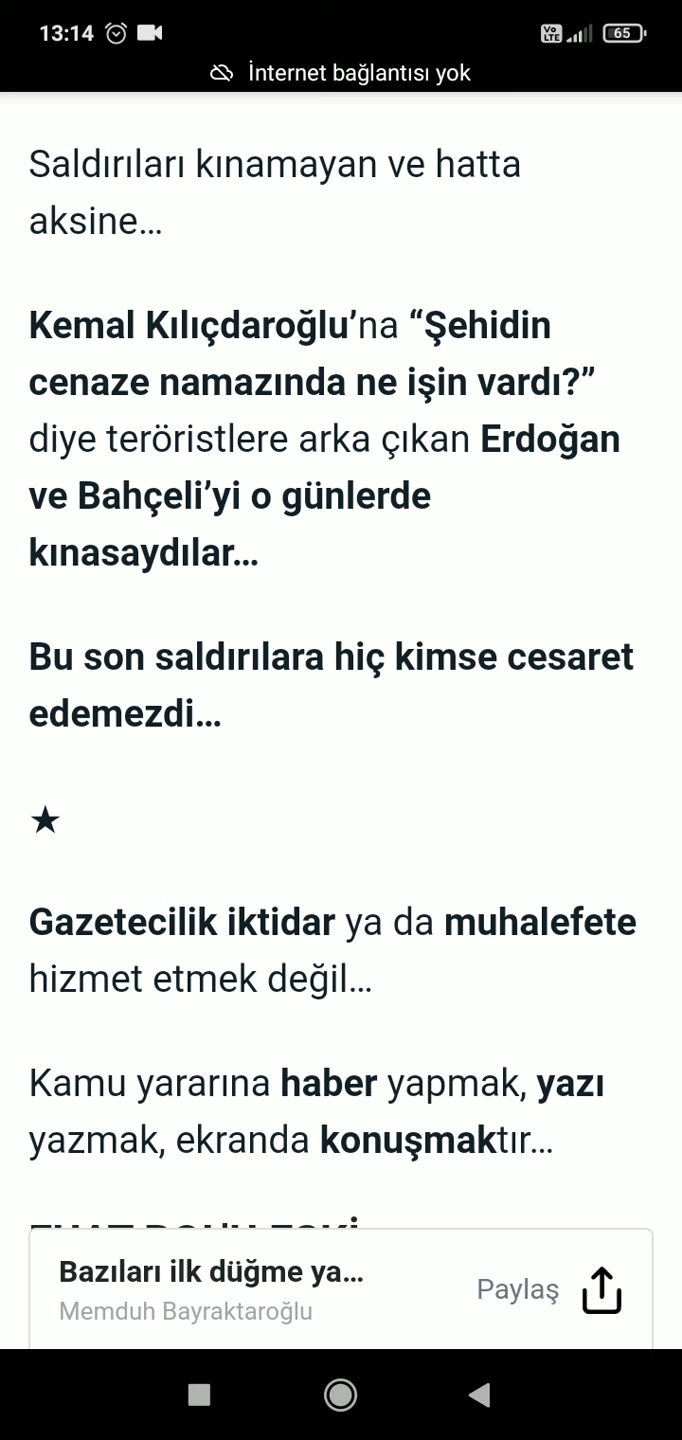 13:14
Vo LTE
65
İnternet bağlantısı yok
Saldırıları kınamayan ve hatta
aksine...
Kemal Kılıçdaroğlu’na “Şehidin
cenaze namazında ne işin vardı?”
diye teröristlere arka çıkan Erdoğan
ve Bahçeli’yi o günlerde
kınasaydılar...
Bu son saldırılara hiç kimse cesaret
edemezdi...
★
Gazetecilik iktidar ya da muhalefete
hizmet etmek değil...
Kamu yararına haber yapmak, yazı
yazmak, ekranda konuşmaktır...
Bazıları ilk düğme ya...
Memduh Bayraktaroğlu
Paylaş